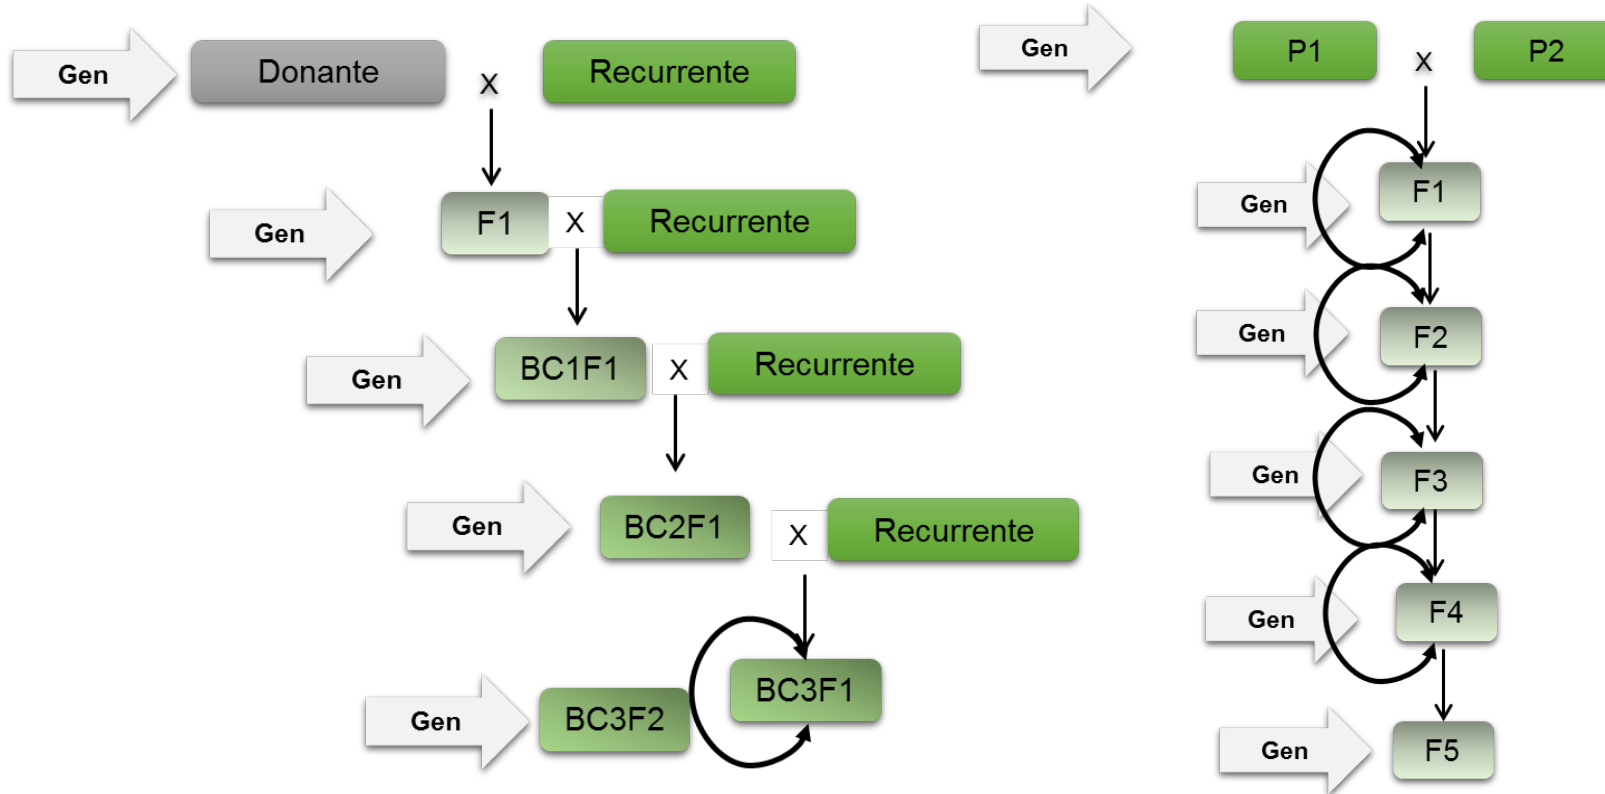 Gen
Donante
X
Recurrente
Gen
F1
X
Recurrente
Gen
BC1F1
X
Recurrente
Gen
BC2F1
X
Recurrente
Gen
BC3F2
BC3F1
Gen
P1
X
P2
Gen
F1
Gen
F2
Gen
F3
Gen
F4
Gen
F5